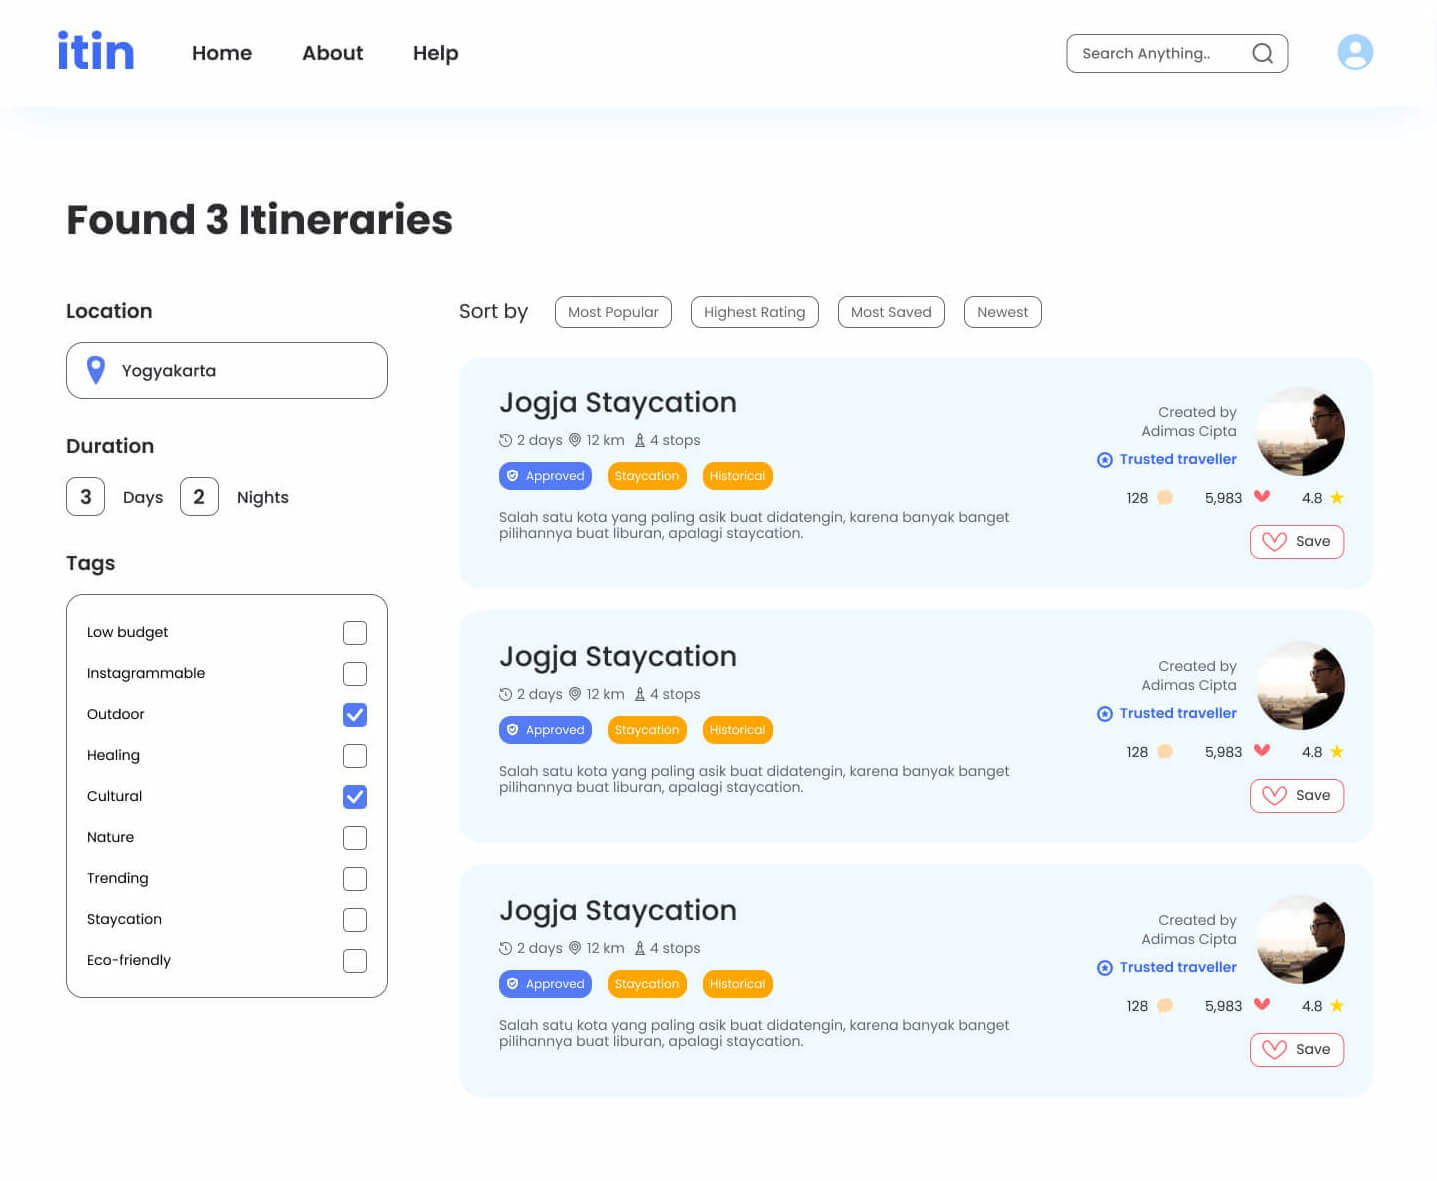 itin
Home About Help
Search Anything..
Found 3 Itineraries
Location
Yogyakarta
Duration
3 Days 2 Nights
Tags
Low budget
Instagrammable
Outdoor
Healing
Cultural
Nature
Trending
Staycation
Eco-friendly
Sort by Most Popular Highest Rating Most Saved Newest
Jogja Staycation
2 days 12 km 4 stops
Approved Staycation Historical
Salah satu kota yang paling asik buat didatengin, karena banyak banget
pilihannya buat liburan, apalagi staycation.
Created by
Adimas Cipta
Trusted traveller
128 5,983 4.8
Save
Jogja Staycation
2 days 12 km 4 stops
Approved Staycation Historical
Salah satu kota yang paling asik buat didatengin, karena banyak banget
pilihannya buat liburan, apalagi staycation.
Created by
Adimas Cipta
Trusted traveller
128 5,983 4.8
Save
Jogja Staycation
2 days 12 km 4 stops
Approved Staycation Historical
Salah satu kota yang paling asik buat didatengin, karena banyak banget
pilihannya buat liburan, apalagi staycation.
Created by
Adimas Cipta
Trusted traveller
128 5,983 4.8
Save